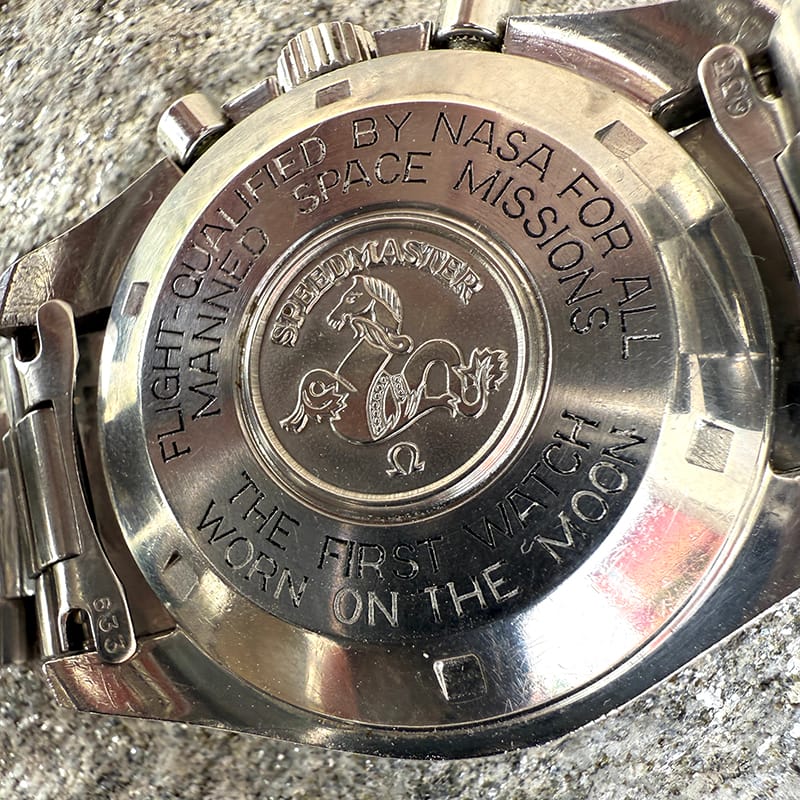 FLIGHT-QUALIFIED BY NASA FOR ALL
MANNED SPACE MISSIONS
SPEEDMASTER
Ω
THE FIRST WATCH
WORN ON THE MOON
633
633